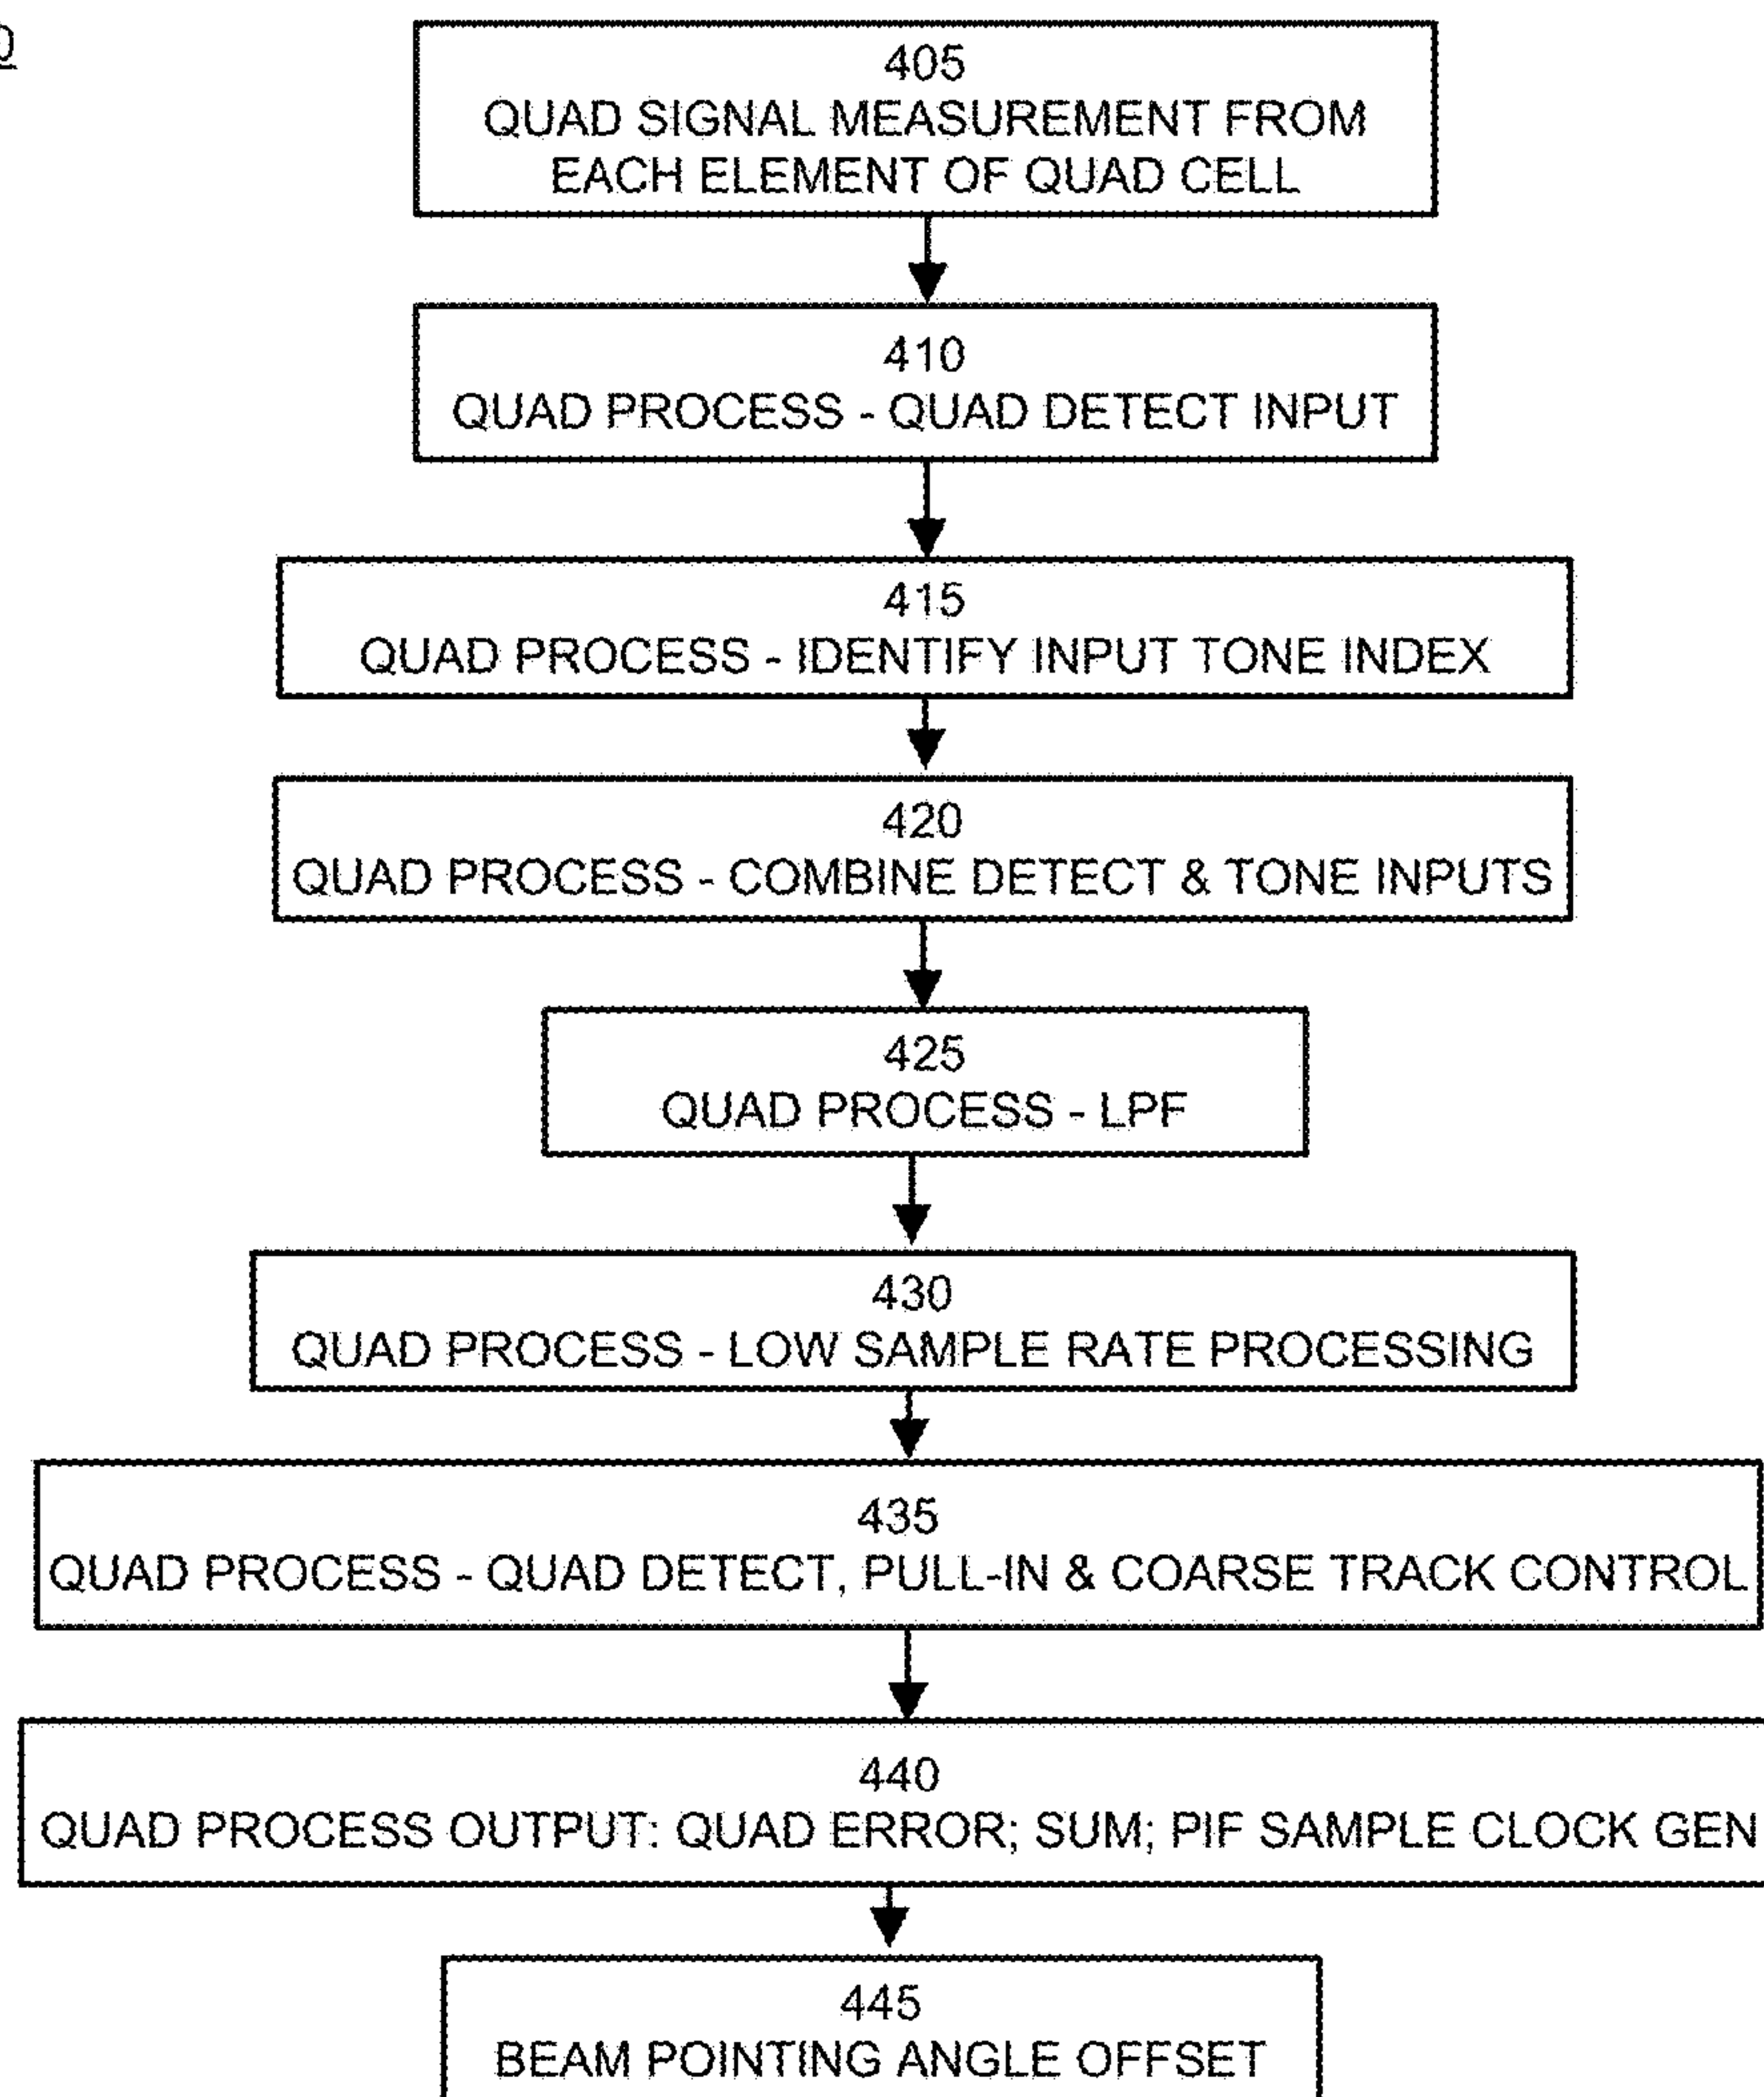 405
QUAD SIGNAL MEASUREMENT FROM
EACH ELEMENT OF QUAD CELL
410
QUAD PROCESS - QUAD DETECT INPUT
415
QUAD PROCESS - IDENTIFY INPUT TONE INDEX
420
QUAD PROCESS - COMBINE DETECT & TONE INPUTS
425
QUAD PROCESS - LPF
430
QUAD PROCESS - LOW SAMPLE RATE PROCESSING
435
QUAD PROCESS - QUAD DETECT, PULL-IN & COARSE TRACK CONTROL
440
QUAD PROCESS OUTPUT: QUAD ERROR; SUM; PIF SAMPLE CLOCK GEN
445
BEAM POINTING ANGLE OFFSET